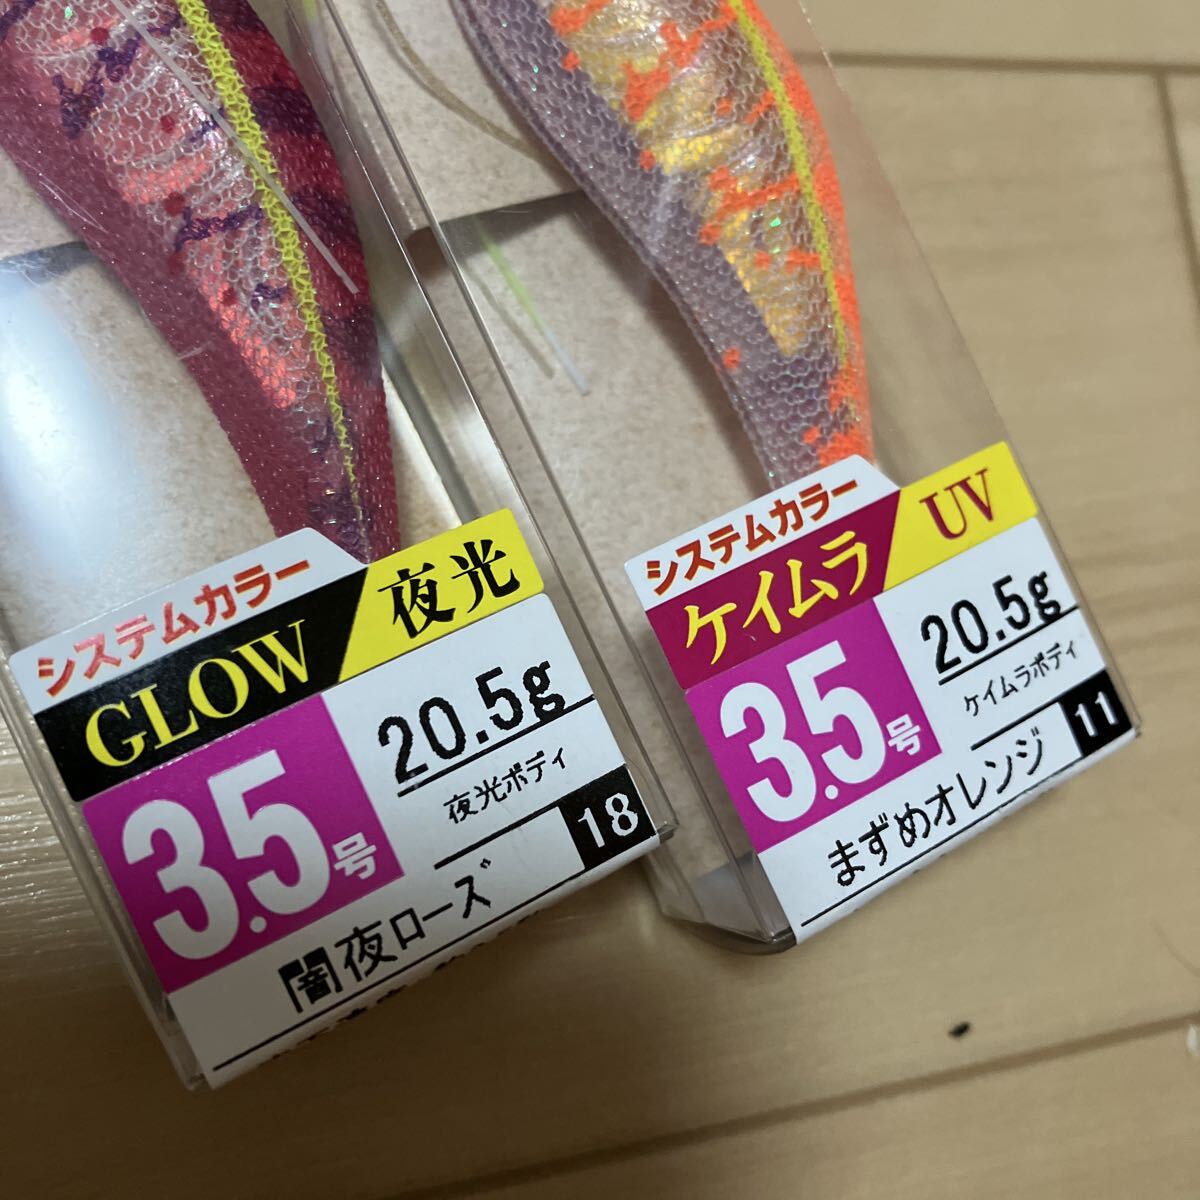 システムカラー
GLOW 夜光
3.5号
20.5g
夜光ボディ
18
闇夜ローズ
システムカラー
ケイムラ UV
3.5号
20.5g
ケイムラボディ
11
まずめオレンジ